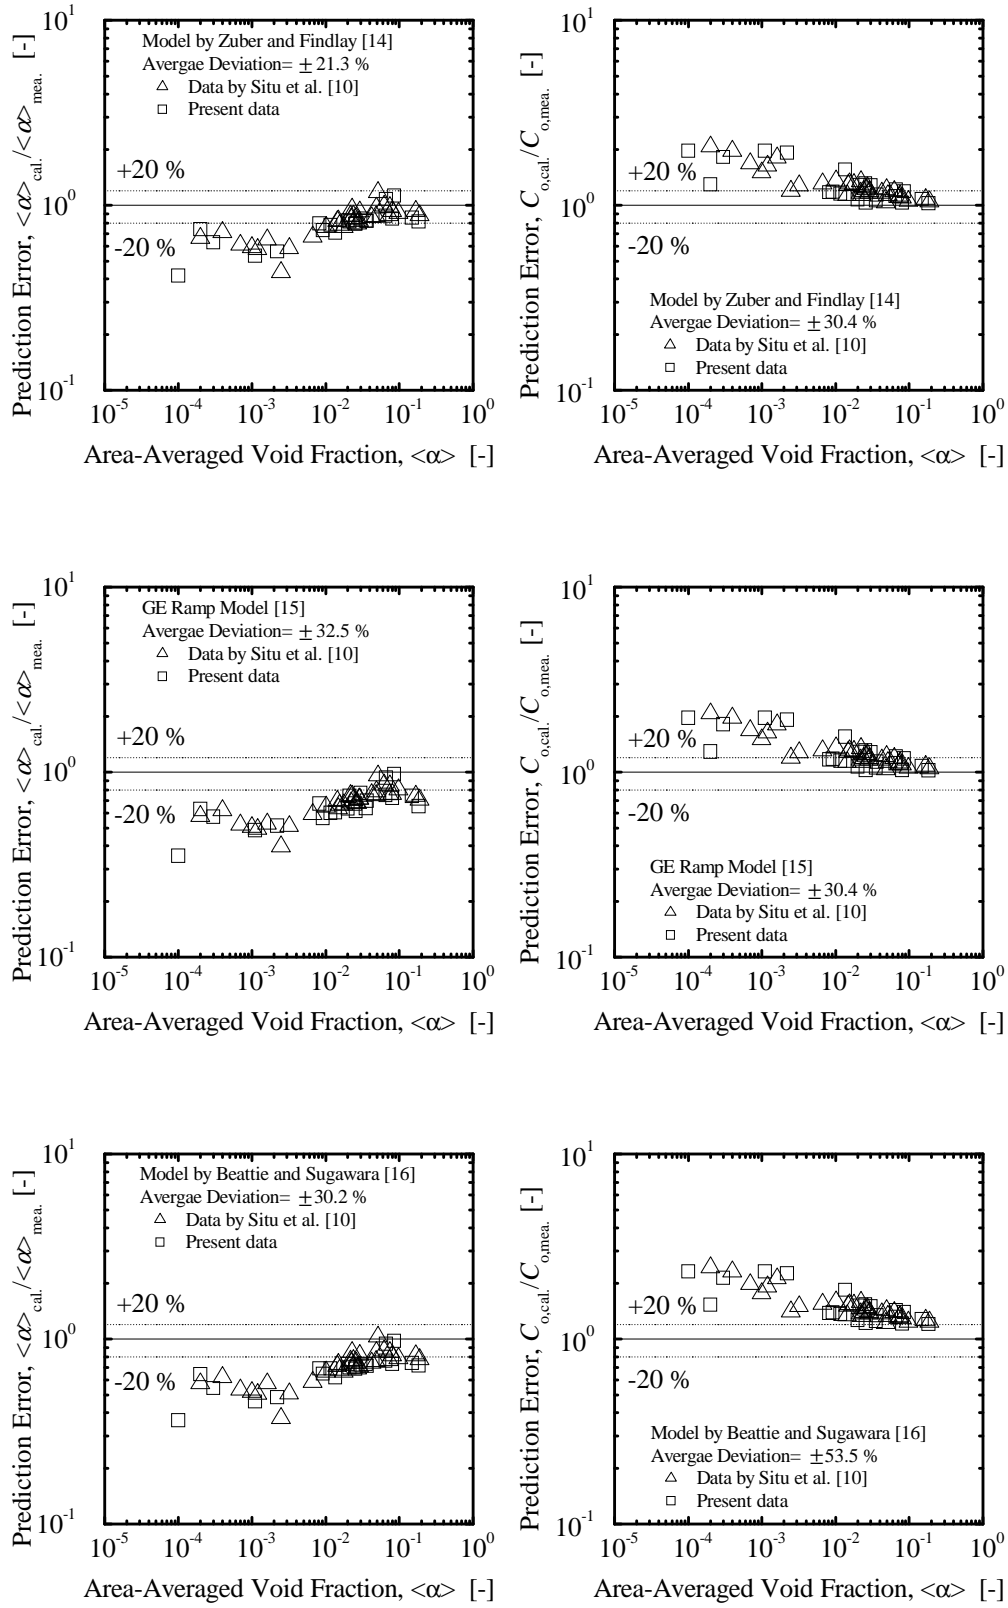 10^1
Model by Zuber and Findlay [14]
Avergae Deviation= ±21.3 %
△ Data by Situ et al. [10]
□ Present data
+20 %
10^0
-20 %
10^-1
10^-5 10^-4 10^-3 10^-2 10^-1 10^0
Prediction Error, <α>cal./<α>mea. [-]
Area-Averaged Void Fraction, <α> [-]
10^1
+20 %
10^0
-20 %
Model by Zuber and Findlay [14]
Avergae Deviation= ±30.4 %
△ Data by Situ et al. [10]
□ Present data
10^-1
10^-5 10^-4 10^-3 10^-2 10^-1 10^0
Prediction Error, C_o,cal./C_o,mea. [-]
Area-Averaged Void Fraction, <α> [-]
10^1
GE Ramp Model [15]
Avergae Deviation= ±32.5 %
△ Data by Situ et al. [10]
□ Present data
+20 %
10^0
-20 %
10^-1
10^-5 10^-4 10^-3 10^-2 10^-1 10^0
Prediction Error, <α>cal./<α>mea. [-]
Area-Averaged Void Fraction, <α> [-]
10^1
+20 %
10^0
-20 %
GE Ramp Model [15]
Avergae Deviation= ±30.4 %
△ Data by Situ et al. [10]
□ Present data
10^-1
10^-5 10^-4 10^-3 10^-2 10^-1 10^0
Prediction Error, C_o,cal./C_o,mea. [-]
Area-Averaged Void Fraction, <α> [-]
10^1
Model by Beattie and Sugawara [16]
Avergae Deviation= ±30.2 %
△ Data by Situ et al. [10]
□ Present data
+20 %
10^0
-20 %
10^-1
10^-5 10^-4 10^-3 10^-2 10^-1 10^0
Prediction Error, <α>cal./<α>mea. [-]
Area-Averaged Void Fraction, <α> [-]
10^1
+20 %
10^0
-20 %
Model by Beattie and Sugawara [16]
Avergae Deviation= ±53.5 %
△ Data by Situ et al. [10]
□ Present data
10^-1
10^-5 10^-4 10^-3 10^-2 10^-1 10^0
Prediction Error, C_o,cal./C_o,mea. [-]
Area-Averaged Void Fraction, <α> [-]